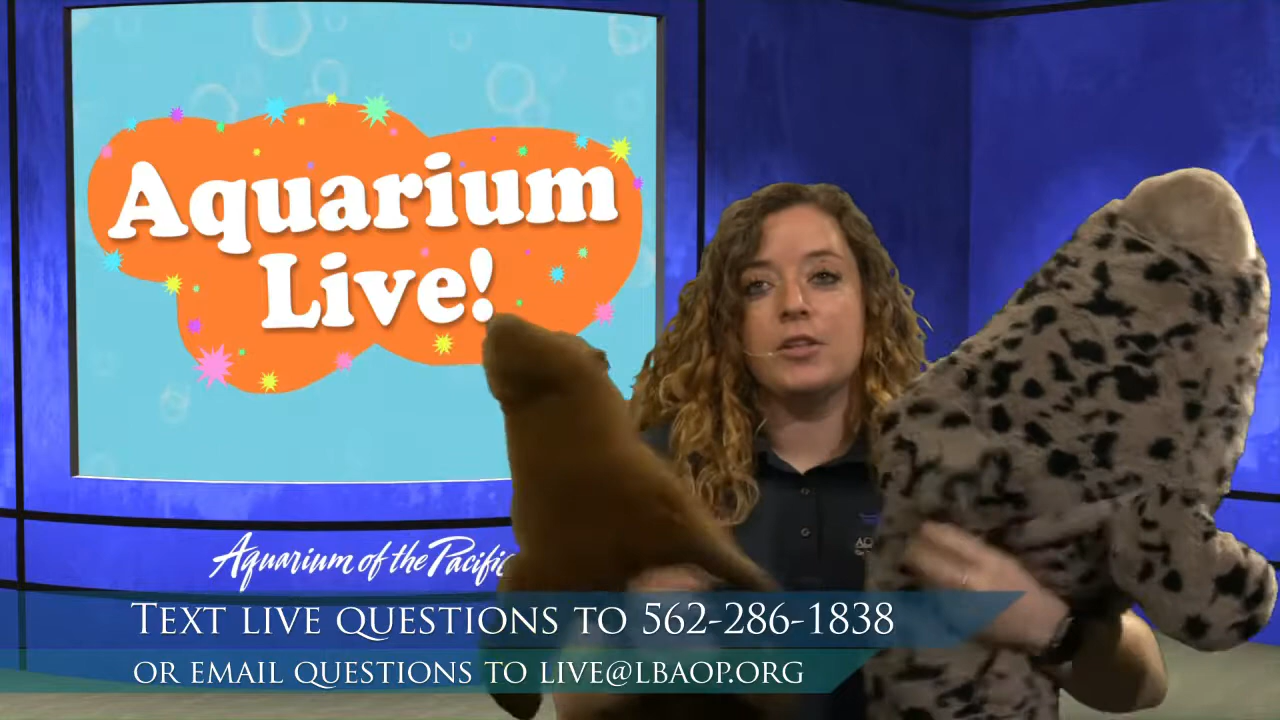 Aquarium
Live!
Aquarium of the Pacific
TEXT LIVE QUESTIONS TO 562-286-1838
OR EMAIL QUESTIONS TO LIVE@LBAOP.ORG